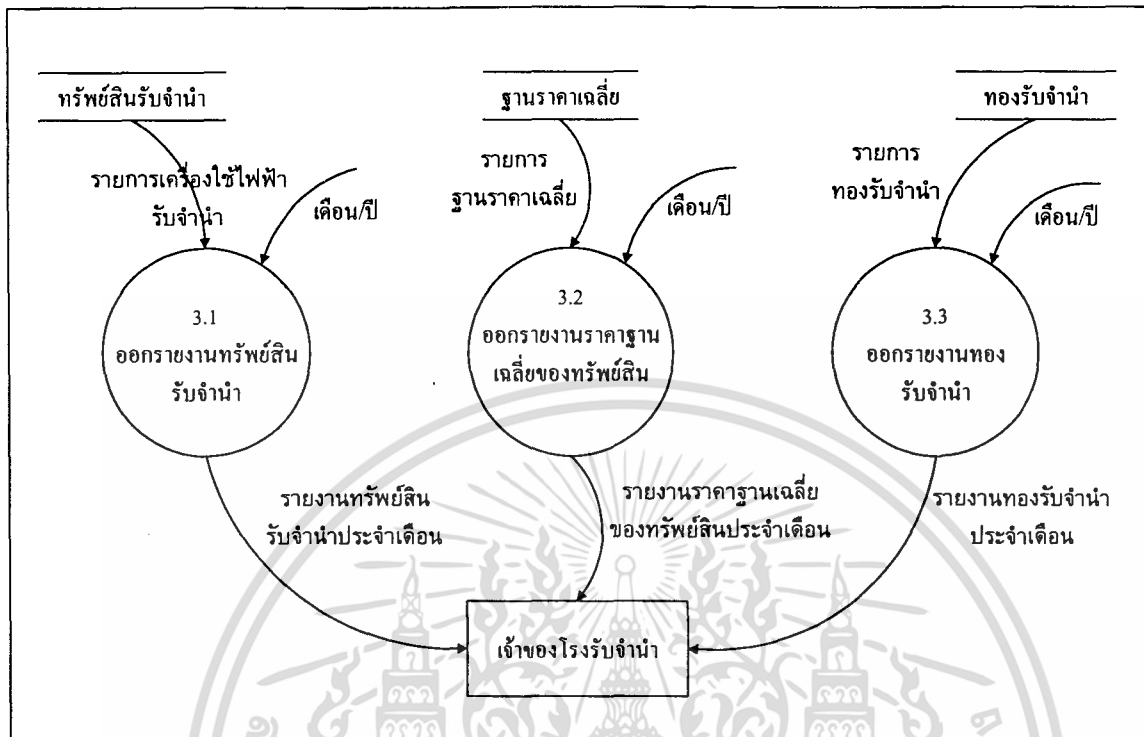 ทรัพย์สินรับจำนำ
ฐานราคาเฉลี่ย
ทองรับจำนำ
รายการเครื่องใช้ไฟฟ้า
รับจำนำ
เดือน/ปี
รายการ
ฐานราคาเฉลี่ย
เดือน/ปี
รายการ
ทองรับจำนำ
เดือน/ปี
3.1
ออกรายงานทรัพย์สิน
รับจำนำ
3.2
ออกรายงานราคาฐาน
เฉลี่ยของทรัพย์สิน
3.3
ออกรายงานทอง
รับจำนำ
รายงานทรัพย์สิน
รับจำนำประจำเดือน
รายงานราคาฐานเฉลี่ย
ของทรัพย์สินประจำเดือน
รายงานทองรับจำนำ
ประจำเดือน
เจ้าของโรงรับจำนำ